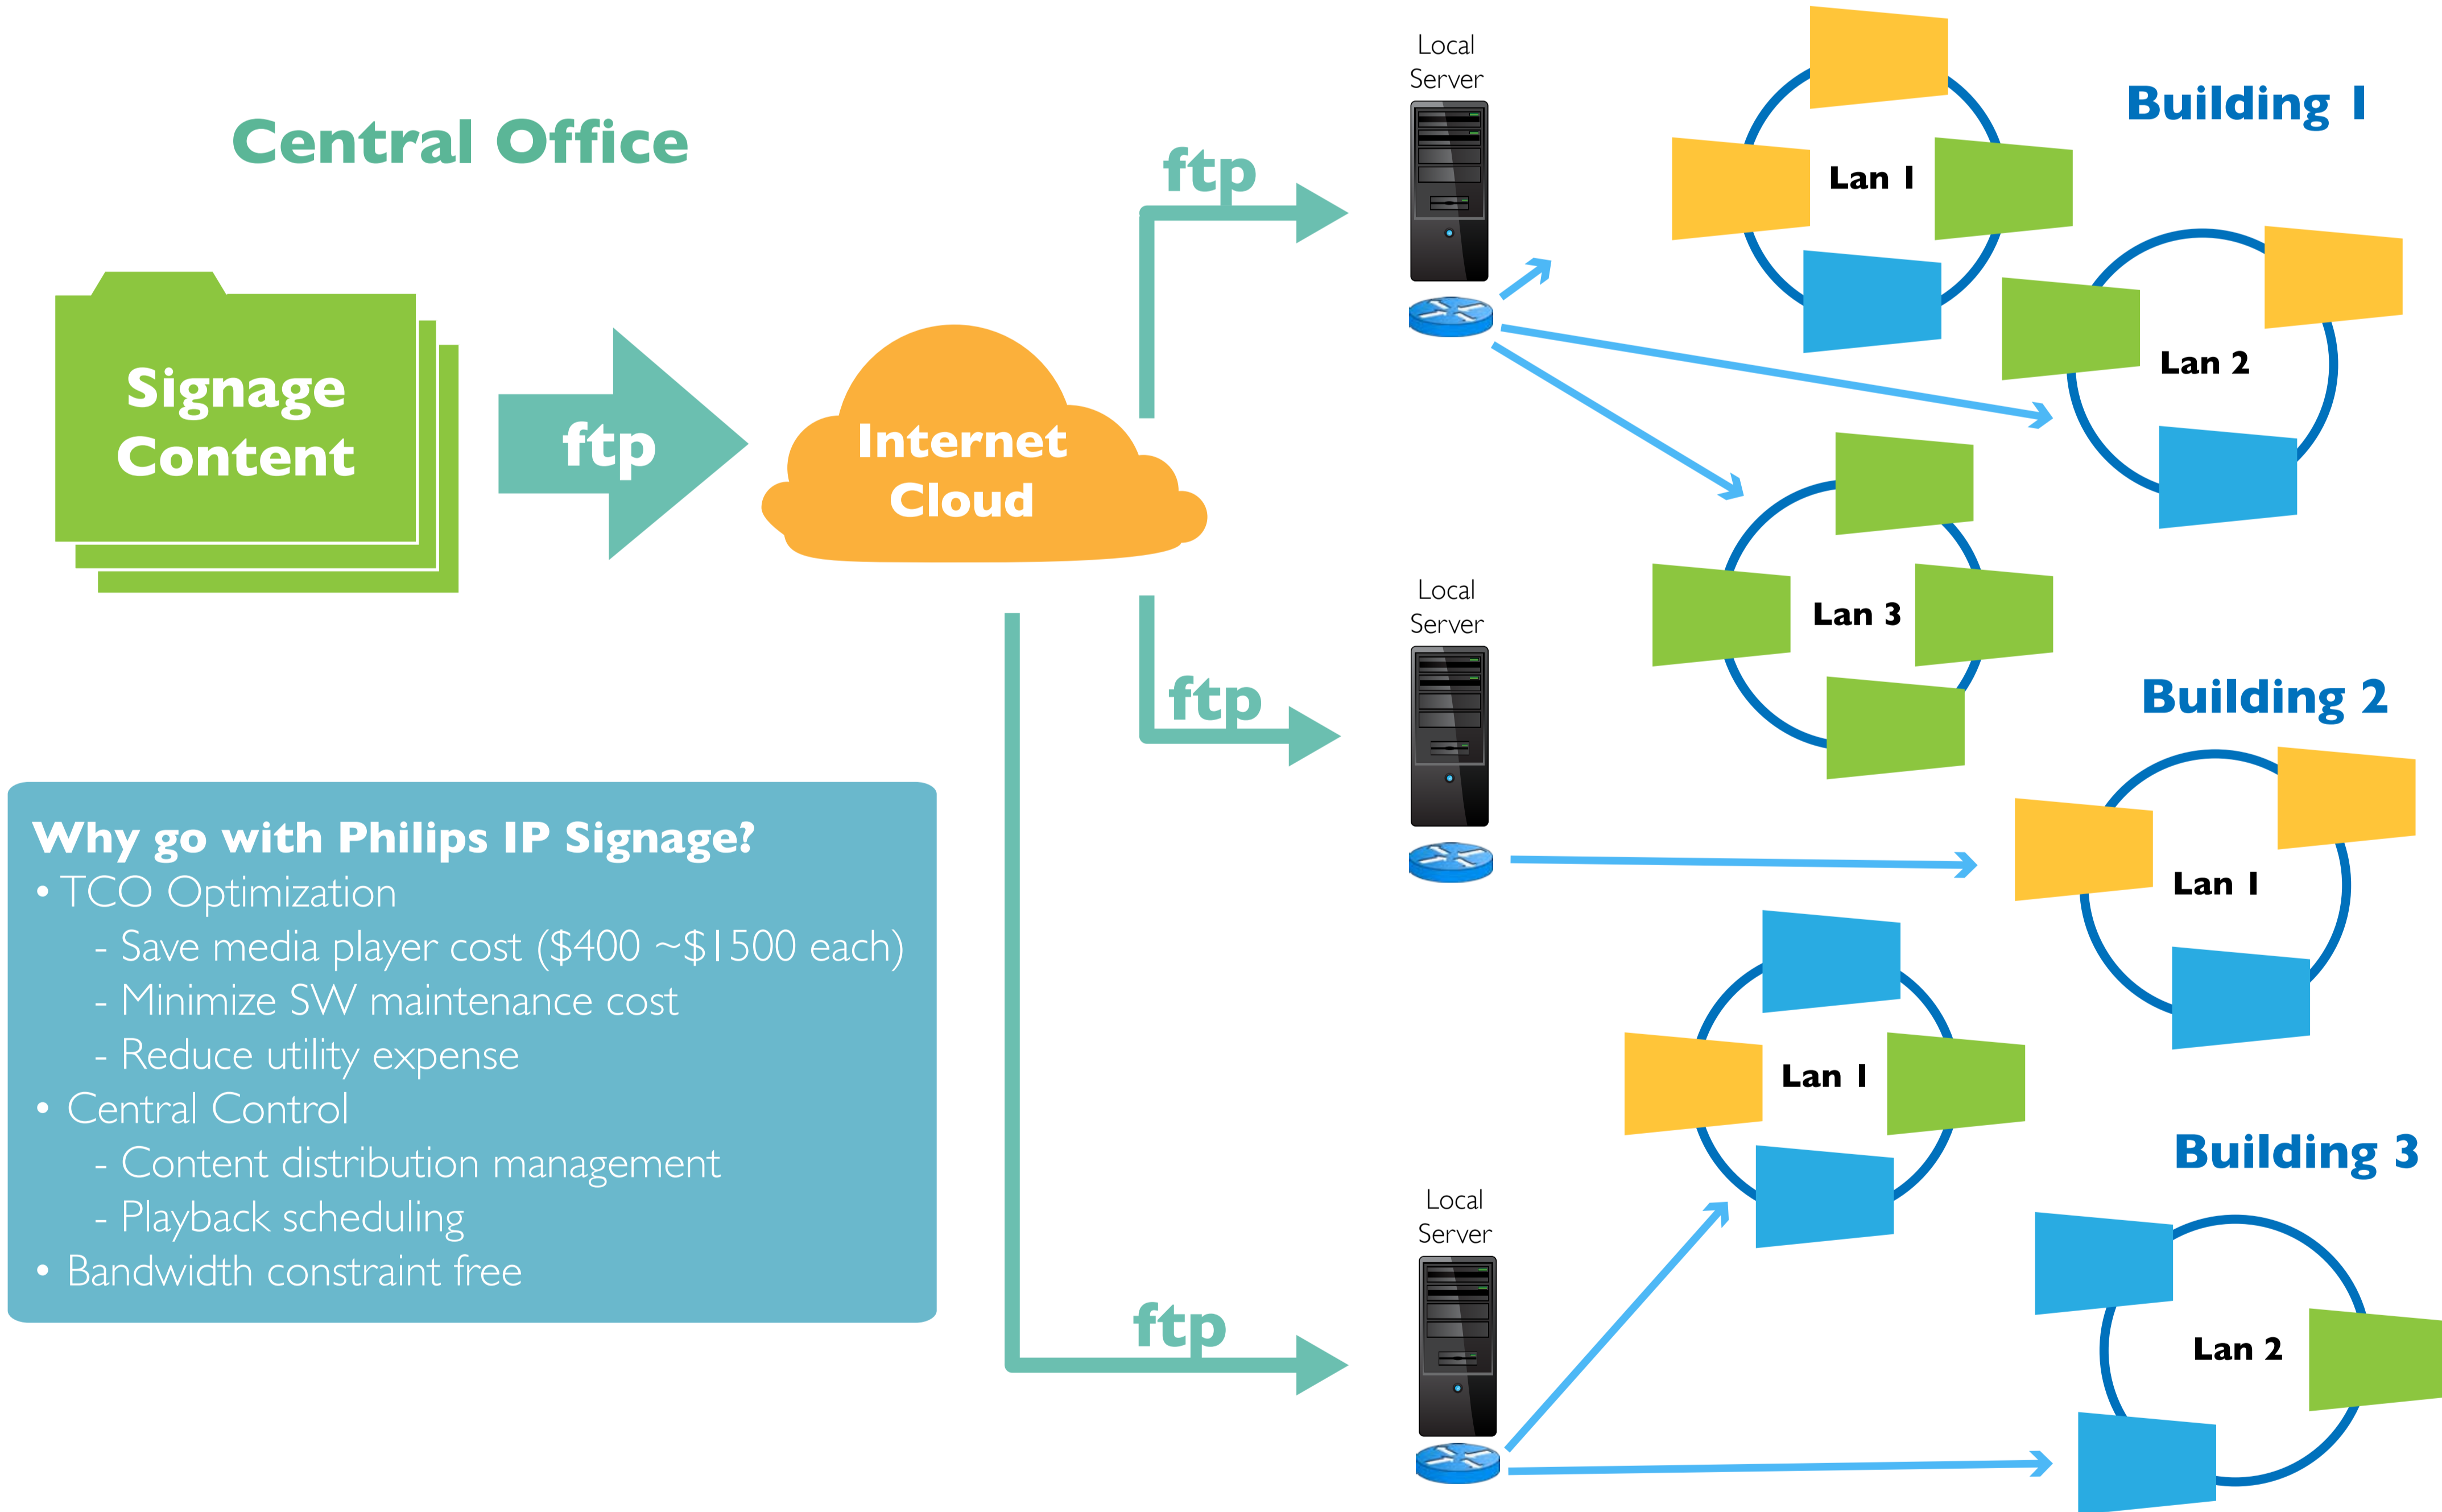 Central Office
Signage
Content
ftp
Internet
Cloud
ftp
ftp
ftp
Local
Server
Building 1
Lan 1
Lan 2
Lan 3
Local
Server
Building 2
Lan 1
Local
Server
Building 3
Lan 1
Lan 2
Why go with Philips IP Signage?
• TCO Optimization
- Save media player cost ($400 ~$1500 each)
- Minimize SW maintenance cost
- Reduce utility expense
• Central Control
- Content distribution management
- Playback scheduling
• Bandwidth constraint free